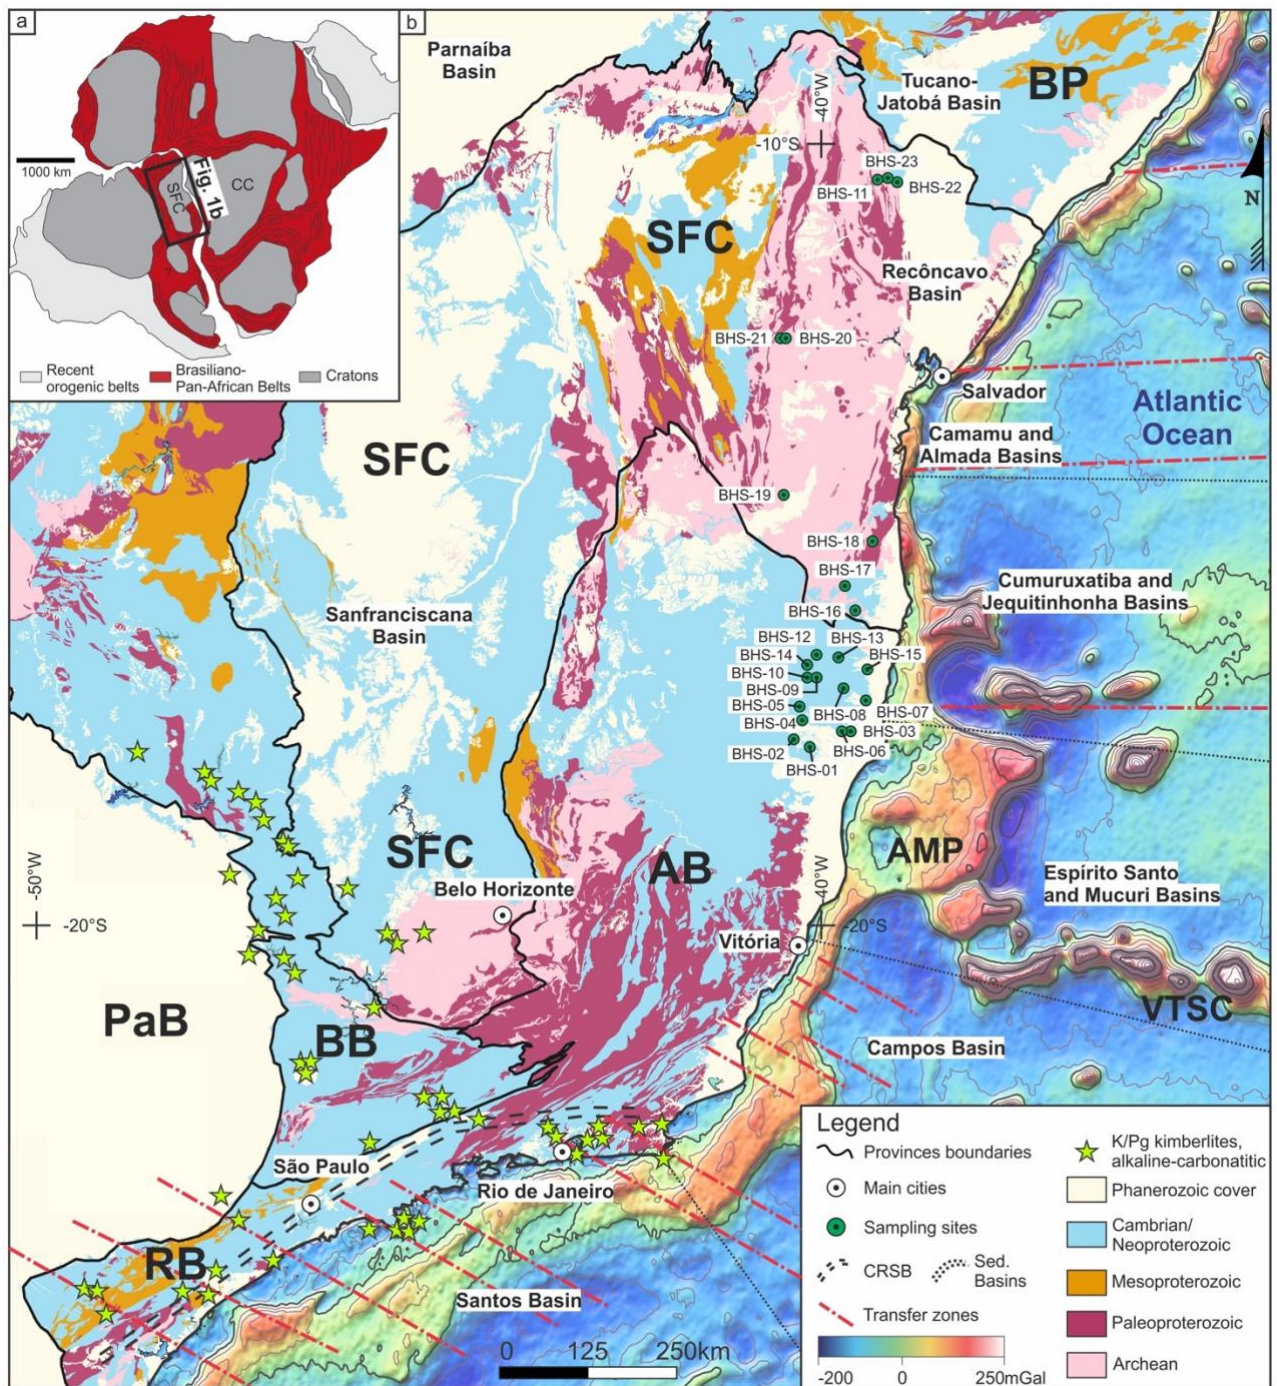 a
1000 km
SFC
CC
Fig. 1b
Recent
orogenic belts
Brasiliano-
Pan-African Belts
Cratons
b
Parnaíba
Basin
40°W
Tucano-
Jatobá Basin
BP
-10°S
BHS-23
BHS-11
BHS-22
N
SFC
Recôncavo
Basin
BHS-21
BHS-20
Salvador
Atlantic
Ocean
Camamu and
Almada Basins
SFC
BHS-19
BHS-18
BHS-17
Cumuruxatiba and
Jequitinhonha Basins
Sanfranciscana
Basin
BHS-16
BHS-12
BHS-13
BHS-14
BHS-15
BHS-10
BHS-09
BHS-05
BHS-08
BHS-07
BHS-04
BHS-03
BHS-02
BHS-06
BHS-01
SFC
AB
AMP
Belo Horizonte
Espírito Santo
and Mucuri Basins
-50°W
-20°S
-40°W
-20°S
Vitória
PaB
BB
VTSC
Campos Basin
São Paulo
Rio de Janeiro
RB
Santos Basin
0
125
250km
Legend
Provinces boundaries
Main cities
Sampling sites
CRSB
Sed.
Basins
Transfer zones
-200
0
250mGal
K/Pg kimberlites,
alkaline-carbonatitic
Phanerozoic cover
Cambrian/
Neoproterozoic
Mesoproterozoic
Paleoproterozoic
Archean